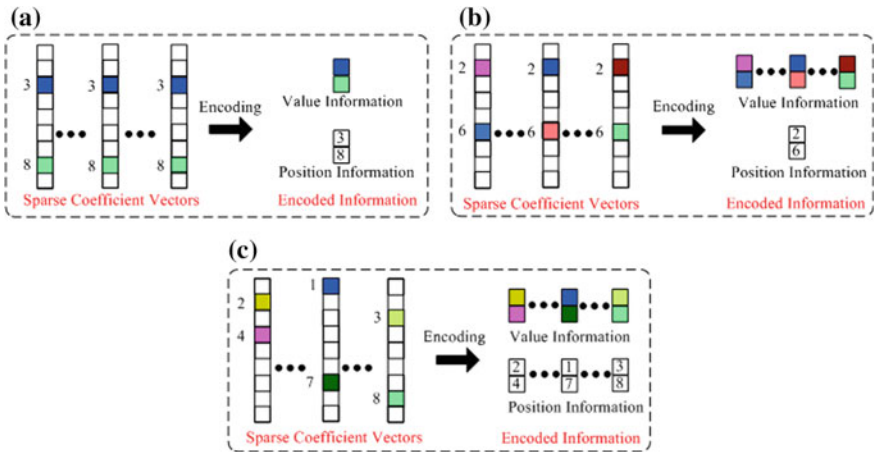 (a)
3 3 3
Encoding
Value Information
8 8 8
3
8
Position Information
Sparse Coefficient Vectors
Encoded Information
(b)
2 2 2
Encoding
Value Information
6 6 6
2
6
Position Information
Sparse Coefficient Vectors
Encoded Information
(c)
1
2
3
4
7
8
Encoding
Value Information
2 1 3
4 7 8
Position Information
Sparse Coefficient Vectors
Encoded Information